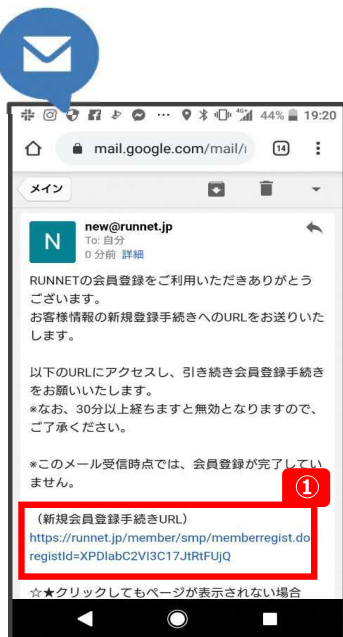 44% 19:20
mail.google.com/mail/
14
メイン
N
new@runnet.jp
To: 自分
0 分前 詳細
RUNNETの会員登録をご利用いただきありがとう
ございます。
お客様情報の新規登録手続きへのURLをお送りいた
します。
以下のURLにアクセスし、引き続き会員登録手続き
をお願いいたします。
*なお、30分以上経ちますと無効となりますので、
ご了承ください。
*このメール受信時点では、会員登録が完了してい
ません。
①
（新規会員登録手続きURL）
https://runnet.jp/member/smp/memberregist.do
registId=XPDlabC2VI3C17JtRtFUjQ
☆★クリックしてもページが表示されない場合